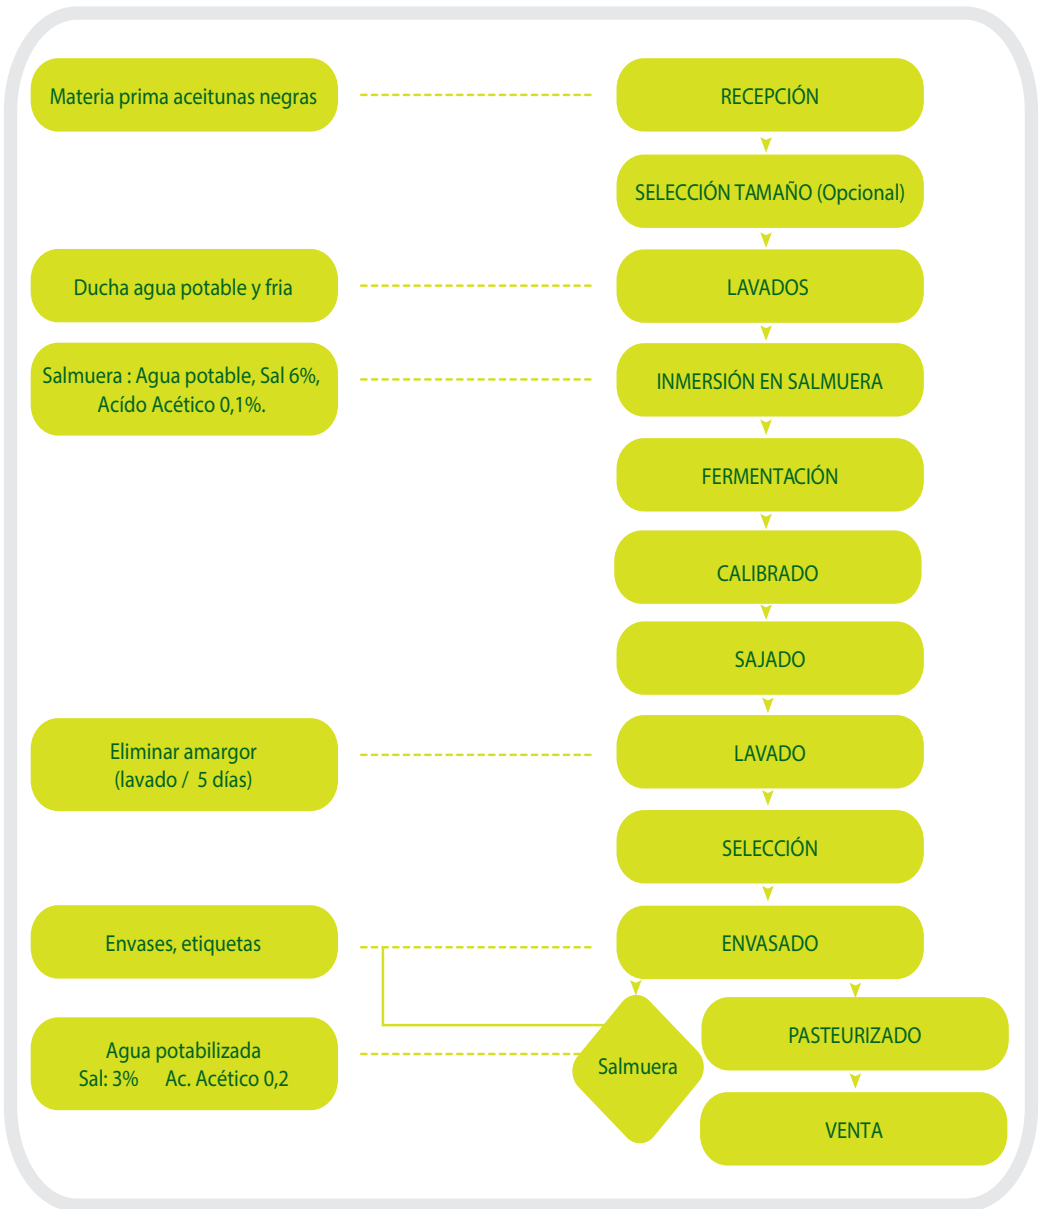 Materia prima aceitunas negras
RECEPCIÓN
SELECCIÓN TAMAÑO (Opcional)
Ducha agua potable y fria
LAVADOS
Salmuera : Agua potable, Sal 6%,
Acído Acético 0,1%.
INMERSIÓN EN SALMUERA
FERMENTACIÓN
CALIBRADO
SAJADO
Eliminar amargor
(lavado / 5 días)
LAVADO
SELECCIÓN
Envases, etiquetas
ENVASADO
Agua potabilizada
Sal: 3% Ac. Acético 0,2
Salmuera
PASTEURIZADO
VENTA